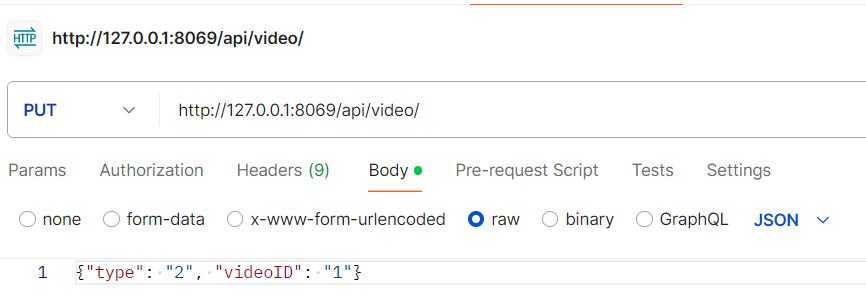 HTTP http://127.0.0.1:8069/api/video/
PUT http://127.0.0.1:8069/api/video/
Params Authorization Headers (9) Body Pre-request Script Tests Settings
none form-data x-www-form-urlencoded raw binary GraphQL JSON
1 {"type": "2", "videoID": "1"}